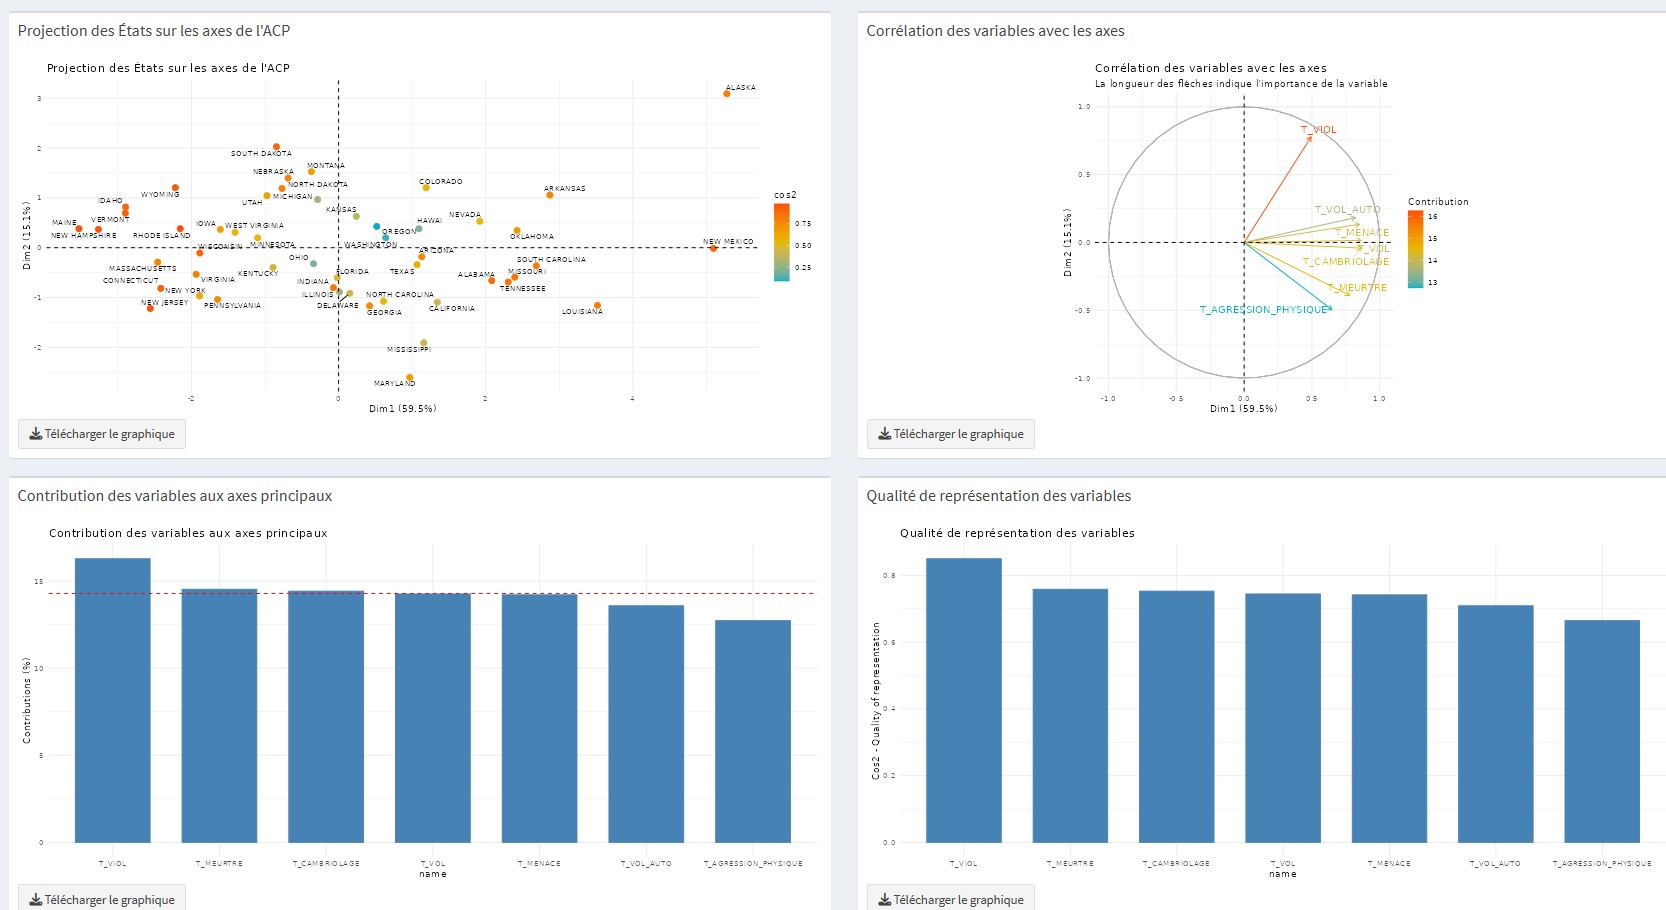 Projection des États sur les axes de l'ACP
Projection des États sur les axes de l'ACP
ALASKA
SOUTH DAKOTA
MONTANA
NEBRASKA
NORTH DAKOTA
WYOMING
UTAH
MICHIGAN
COLORADO
ARKANSAS
IDAHO
VERMONT
KANSAS
NEVADA
MAINE
NEW HAMPSHIRE
RHODE ISLAND
IOWA
WEST VIRGINIA
HAWAI
OREGON
OKLAHOMA
WISCONSIN
MINNESOTA
WASHINGTON
ARIZONA
NEW MEXICO
OHIO
SOUTH CAROLINA
MASSACHUSETTS
KENTUCKY
FLORIDA
TEXAS
ALABAMA
MISSOURI
CONNECTICUT
VIRGINIA
INDIANA
TENNESSEE
NEW YORK
ILLINOIS
NORTH CAROLINA
NEW JERSEY
PENNSYLVANIA
DELAWARE
GEORGIA
CALIFORNIA
LOUISIANA
MISSISSIPPI
MARYLAND
3
2
1
0
-1
-2
Dim2 (15.1%)
-2
0
2
4
Dim1 (59.5%)
cos2
0.75
0.50
0.25
Télécharger le graphique
Corrélation des variables avec les axes
Corrélation des variables avec les axes
La longueur des flèches indique l'importance de la variable
T_VIOL
T_VOL_AUTO
T_MENACE
T_VOL
T_CAMBRIOLAGE
T_MEURTRE
T_AGRESSION_PHYSIQUE
1.0
0.5
0.0
-0.5
-1.0
Dim2 (15.1%)
-1.0
-0.5
0.0
0.5
1.0
Dim1 (59.5%)
Contribution
16
15
14
13
Télécharger le graphique
Contribution des variables aux axes principaux
Contribution des variables aux axes principaux
15
10
5
0
Contributions (%)
T_VIOL
T_MEURTRE
T_CAMBRIOLAGE
T_VOL
T_MENACE
T_VOL_AUTO
T_AGRESSION_PHYSIQUE
name
Télécharger le graphique
Qualité de représentation des variables
Qualité de représentation des variables
0.8
0.6
0.4
0.2
0.0
Cos2 - Quality of representation
T_VIOL
T_MEURTRE
T_CAMBRIOLAGE
T_VOL
T_MENACE
T_VOL_AUTO
T_AGRESSION_PHYSIQUE
name
Télécharger le graphique